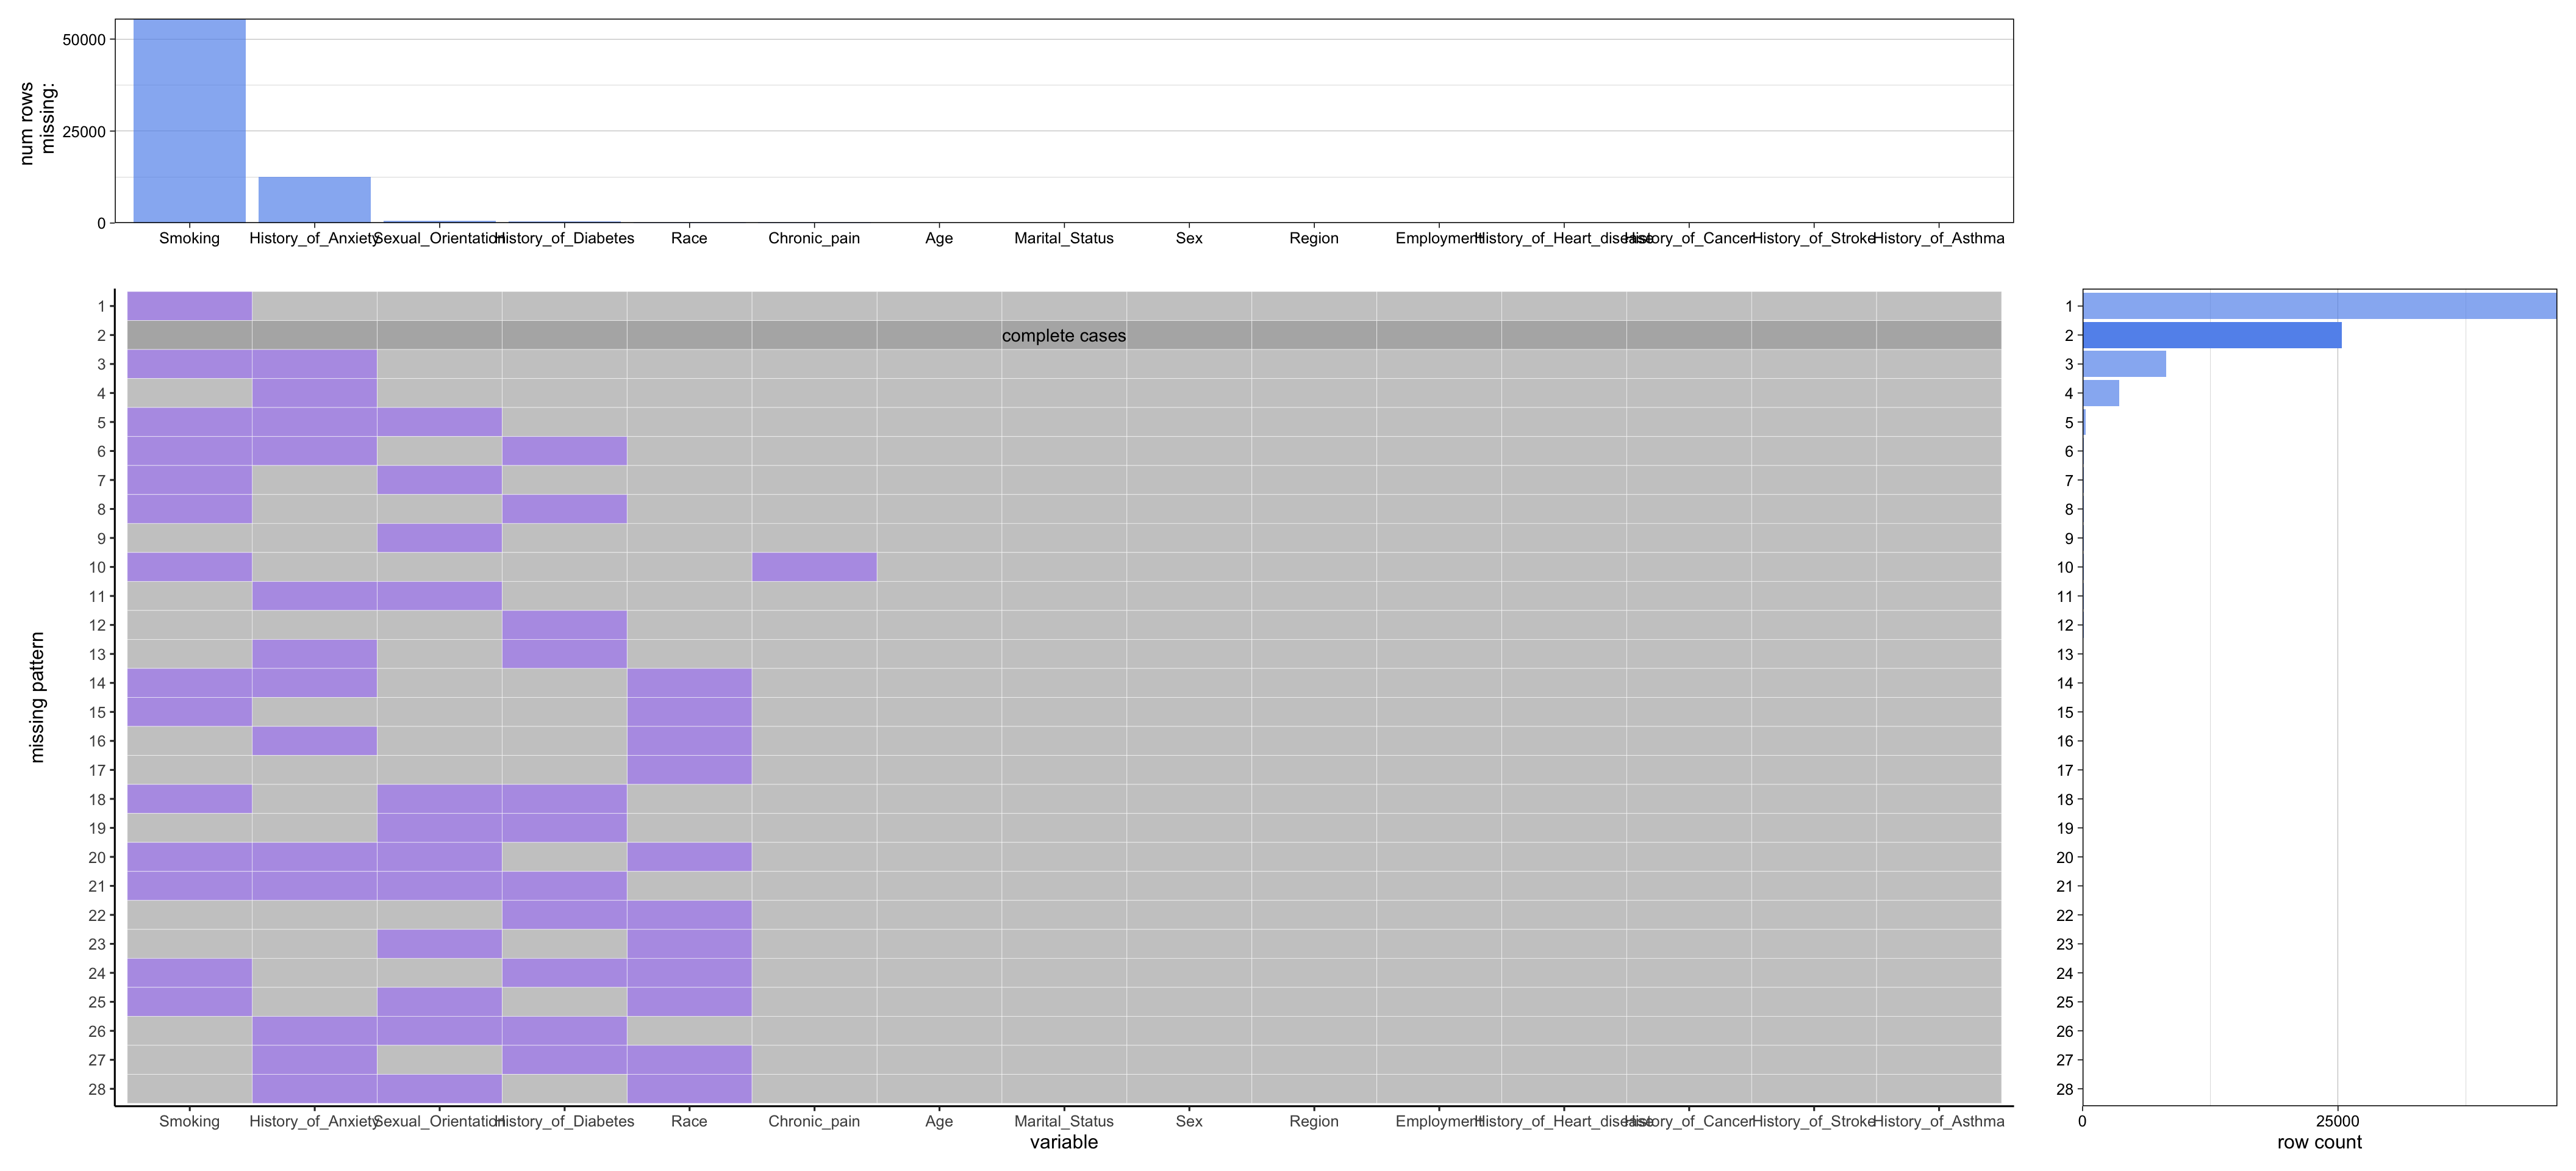 num rows
missing:
50000
25000
0
Smoking
History_of_Anxiety
Sexual_Orientation
History_of_Diabetes
Race
Chronic_pain
Age
Marital_Status
Sex
Region
Employment
History_of_Heart_disease
History_of_Cancer
History_of_Stroke
History_of_Asthma
missing pattern
1
2
3
4
5
6
7
8
9
10
11
12
13
14
15
16
17
18
19
20
21
22
23
24
25
26
27
28
complete cases
Smoking
History_of_Anxiety
Sexual_Orientation
History_of_Diabetes
Race
Chronic_pain
Age
Marital_Status
Sex
Region
Employment
History_of_Heart_disease
History_of_Cancer
History_of_Stroke
History_of_Asthma
variable
1
2
3
4
5
6
7
8
9
10
11
12
13
14
15
16
17
18
19
20
21
22
23
24
25
26
27
28
0
25000
row count